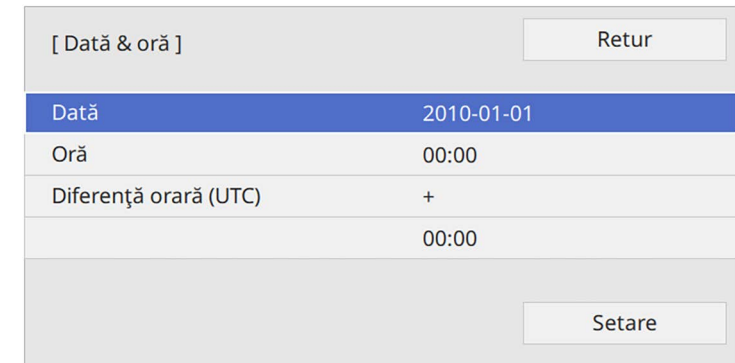 [ Dată & oră ]
Retur
Dată 2010-01-01
Oră 00:00
Diferenţă orară (UTC) +
00:00
Setare